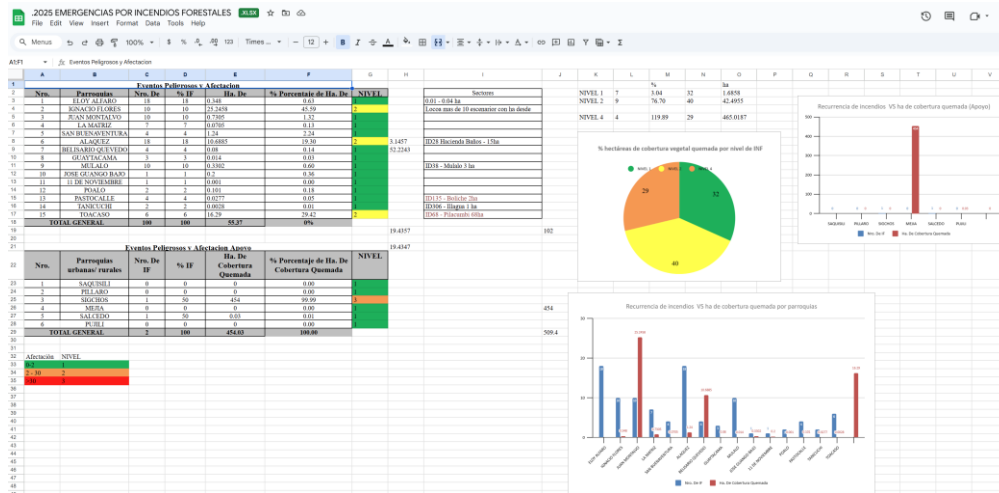 .2025 EMERGENCIAS POR INCENDIOS FORESTALES .XLSX
File Edit View Insert Format Data Tools Help
Menus 100% $ % 123 Times... 12 B I
A1:F1 fx Eventos Peligrosos y Afectacion
A B C D E F G H I J K L M N O P Q R S T U V
Eventos Peligrosos y Afectacion
Nro. Parroquias Nro. De % IF Ha. De % Porcentaje de Ha. De NIVEL Sectores
1 ELOY ALFARO 18 18 0.348 0.63 1 0.01 - 0.04 ha
2 IGNACIO FLORES 10 10 25.2458 45.59 2
3 JUAN MONTALVO 10 10 0.7305 1.32 1
4 LA MATRIZ 7 7 0.0705 0.13 1
5 SAN BUENAVENTURA 4 4 1.24 2.24 1
6 ALAQUEZ 18 18 10.6885 19.30 2 3.1457
7 BELISARIO QUEVEDO 4 4 0.08 0.14 1 52.2243
8 GUAYTACAMA 3 3 0.014 0.03 1
9 MULALO 10 10 0.3302 0.60 1 ID38 - Mulalo 3 ha
10 JOSE GUANGO BAJO 1 1 0.2 0.36 1
11 11 DE NOVIEMBRE 1 1 0.001 0.00 1
12 POALO 2 2 0.101 0.18 1
13 PASTOCALLE 4 4 0.0277 0.05 1 ID135 - Boliche 2ha
14 TANICUCHI 2 2 0.0028 0.01 1
15 TOACASO 6 6 16.29 29.42 2
TOTAL GENERAL 100 100 55.37 0%
19.4357 102
19.4347
Eventos Peligrosos y Afectacion Apoyo
Nro. Parroquias urbanas/ rurales Nro. De IF % IF Ha. De Cobertura Quemada % Porcentaje de Ha. De Cobertura Quemada NIVEL
1 SAQUISILI 0 0 0 0.00 1
2 PILLARO 0 0 0 0.00 1
3 SIGCHOS 1 50 454 99.99 3
4 MEJIA 0 0 0 0.00 1
5 SALCEDO 1 50 0.03 0.01 1
6 PUJILI 0 0 0 0.00 1
TOTAL GENERAL 2 100 454.03 100.00
454
509.4
Afectación NIVEL
0-2 1
2 - 30 2
>30 3
% ha
NIVEL 1 7 3.04 32 1.6858
NIVEL 2 9 76.70 40 42.4955
NIVEL 4 4 119.89 29 465.0187
% hectáreas de cobertura vegetal quemada por nivel de INF
32
40
29
Recurrencia de incendios VS ha de cobertura quemada (Apoyo)
SAQUISILI PILLARO SIGCHOS MEJIA SALCEDO PUJILI
Nro. De IF Ha. De Cobertura Quemada
Recurrencia de incendios VS ha de cobertura quemada por parroquias
30
20
10
0
Nro. De IF Ha. De Cobertura Quemada